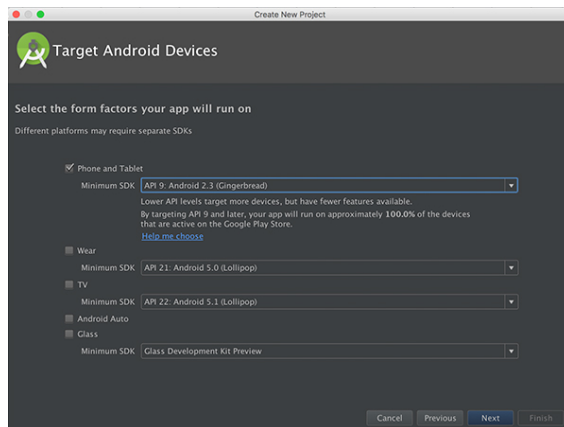 Create New Project
Target Android Devices
Select the form factors your app will run on
Different platforms may require separate SDKs
Phone and Tablet
Minimum SDK API 9: Android 2.3 (Gingerbread)
Lower API levels target more devices, but have fewer features available.
By targeting API 9 and later, your app will run on approximately 100.0% of the devices
that are active on the Google Play Store.
Help me choose
Wear
Minimum SDK API 21: Android 5.0 (Lollipop)
TV
Minimum SDK API 22: Android 5.1 (Lollipop)
Android Auto
Glass
Minimum SDK Glass Development Kit Preview
Cancel Previous Next Finish